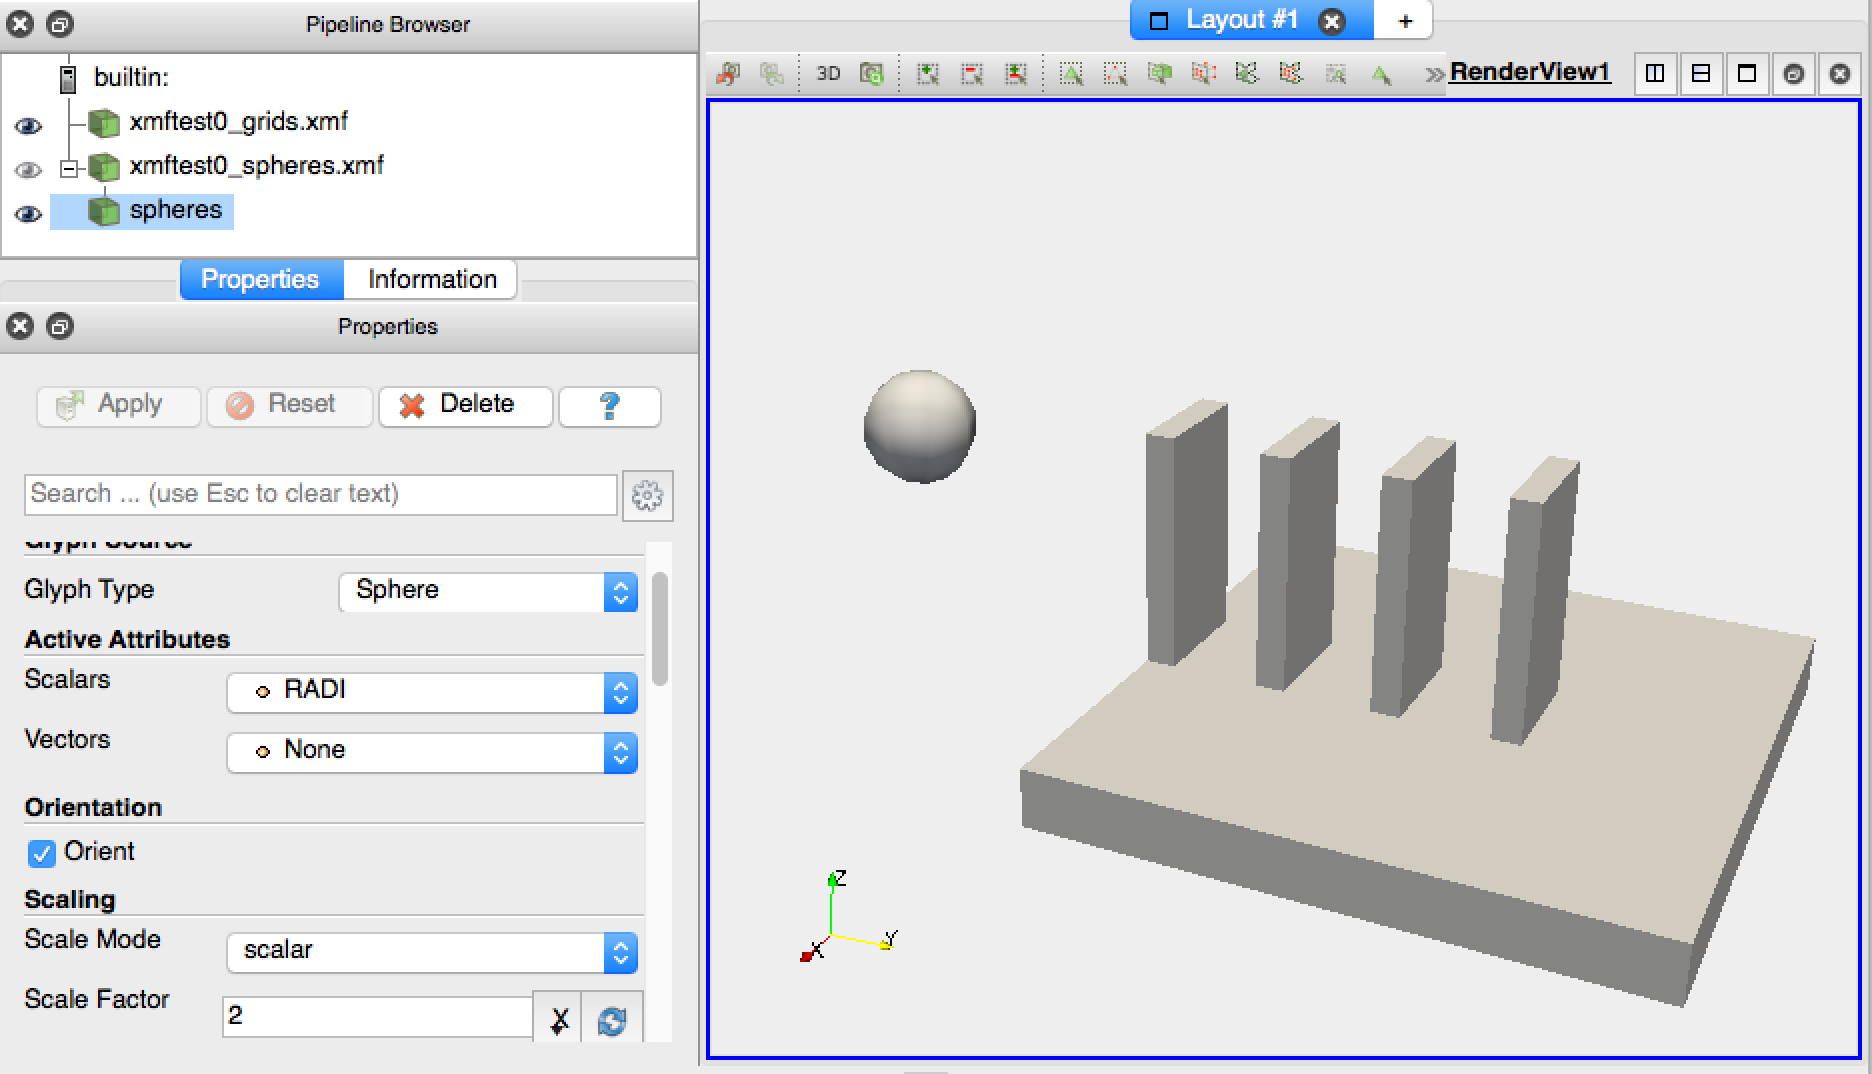 Pipeline Browser
builtin:
xmftest0_grids.xmf
xmftest0_spheres.xmf
spheres
Properties Information
Properties
Apply Reset Delete ?
Search ... (use Esc to clear text)
Glyph Source
Glyph Type Sphere
Active Attributes
Scalars RADI
Vectors None
Orientation
Orient
Scaling
Scale Mode scalar
Scale Factor 2 X
Layout #1 +
3D » RenderView1
Z
Y
X